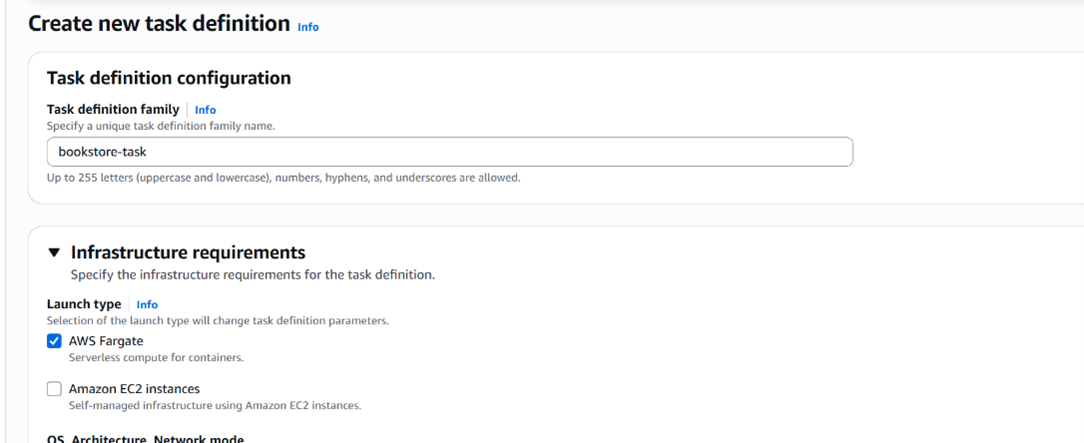 Create new task definition Info
Task definition configuration
Task definition family Info
Specify a unique task definition family name.
bookstore-task
Up to 255 letters (uppercase and lowercase), numbers, hyphens, and underscores are allowed.
Infrastructure requirements
Specify the infrastructure requirements for the task definition.
Launch type Info
Selection of the launch type will change task definition parameters.
AWS Fargate
Serverless compute for containers.
Amazon EC2 instances
Self-managed infrastructure using Amazon EC2 instances.
OS, Architecture, Network mode